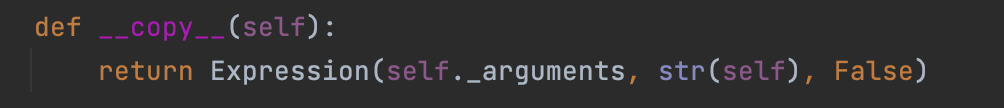 def __copy__(self):
    return Expression(self._arguments, str(self), False)